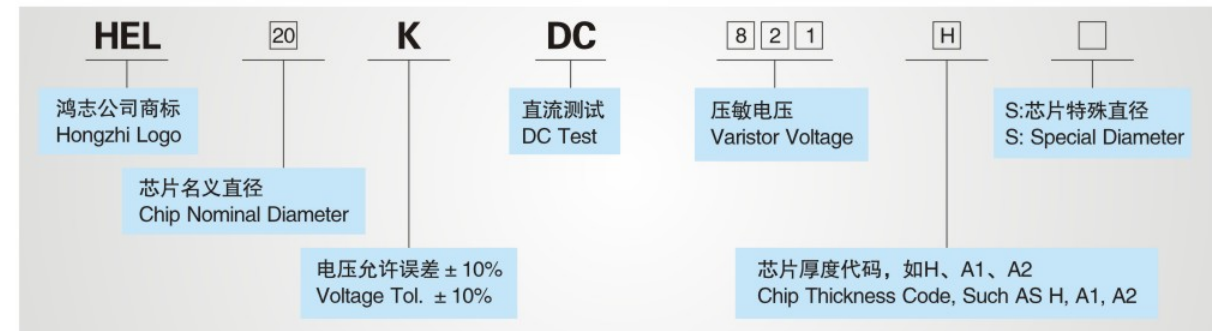 HEL 20 K DC 8 2 1 H
鸿志公司商标
Hongzhi Logo
直流测试
DC Test
压敏电压
Varistor Voltage
S:芯片特殊直径
S: Special Diameter
芯片名义直径
Chip Nominal Diameter
电压允许误差 ± 10%
Voltage Tol. ± 10%
芯片厚度代码，如H、A1、A2
Chip Thickness Code, Such AS H, A1, A2